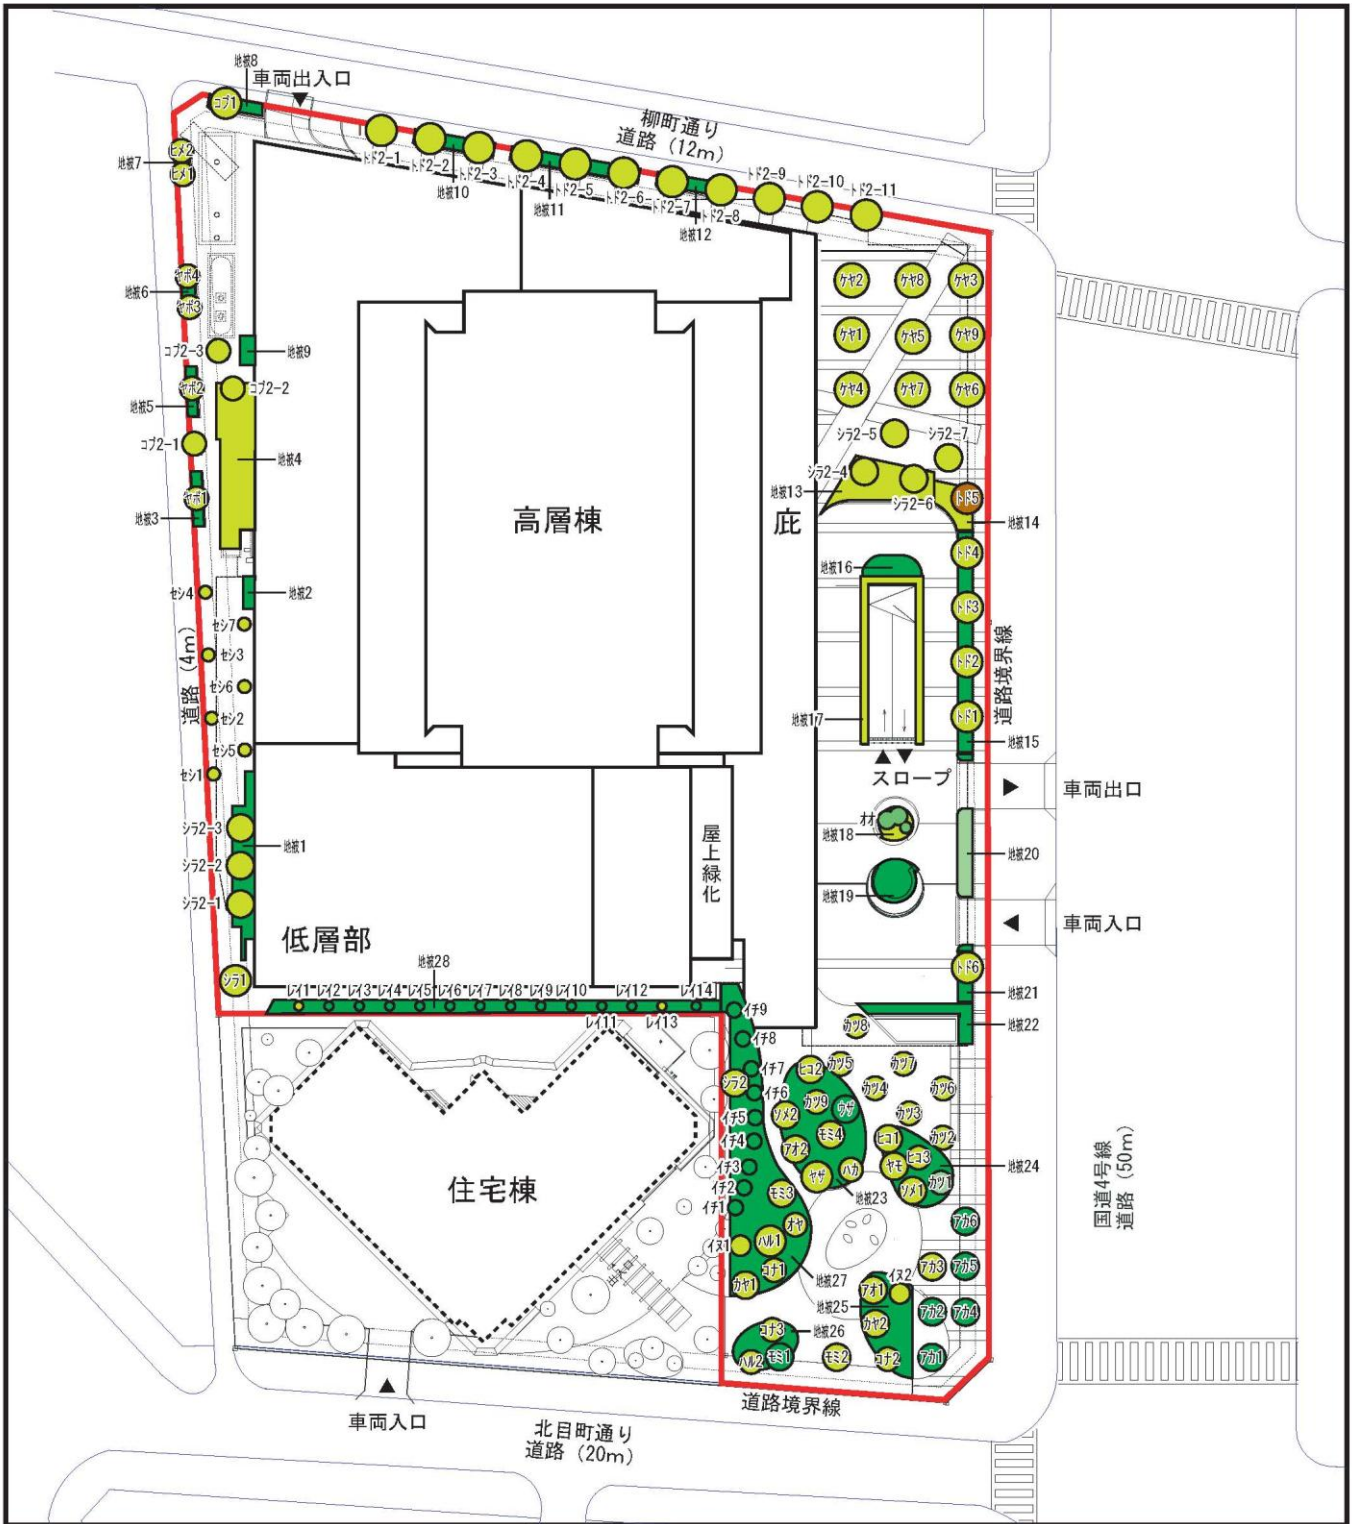 地被8
車両出入口
コブ1
柳町通り
道路（12m）
ヒメ2
地被7
ヒメ1
トド2-1
トド2-2
トド2-3
地被10
トド2-4
地被11
トド2-5
トド2-6
トド2-7
地被12
トド2-8
トド2-9
トド2-10
トド2-11
ヤボ4
地被6
ヤボ3
コブ2-3
地被9
ヤボ2
コブ2-2
地被5
コブ2-1
地被4
ヤボ1
地被3
ケヤ2
ケヤ8
ケヤ3
ケヤ1
ケヤ5
ケヤ9
ケヤ4
ケヤ7
ケヤ6
シラ2-5
シラ2-7
シラ2-4
地被13
シラ2-6
トド5
地被14
高層棟
庇
トド4
地被16
トド3
トド2
トド1
道路境界線
地被17
地被15
スロープ
車両出口
地被18
地被20
地被19
車両入口
セシ4
地被2
セシ7
セシ3
セシ6
セシ2
セシ5
セシ1
道路（4m）
シラ2-3
地被1
シラ2-2
シラ2-1
シラ1
屋上緑化
低層部
地被28
レイ1
レイ2
レイ3
レイ4
レイ5
レイ6
レイ7
レイ8
レイ9
レイ10
レイ11
レイ12
レイ13
レイ14
トド6
地被21
地被22
イチ9
イチ8
イチ7
シラ2
イチ6
イチ5
イチ4
イチ3
イチ2
イチ1
カツ8
ヒコ2
カツ5
カツ7
カツ4
カツ6
カツ9
ウザ
カツ3
ソメ2
モミ4
ヒコ1
カツ2
アオ2
ヤモ
ヒコ3
地被24
ヤザ
ハカ
ソメ1
カツ1
地被23
モミ3
オヤ
ハル1
イヌ1
コナ1
カヤ1
地被27
アカ6
アカ3
アカ5
アオ1
イヌ2
地被25
カヤ2
アカ2
アカ4
コナ3
地被26
ハル2
モミ1
モミ2
コナ2
アカ1
住宅棟
出入口
国道4号線
道路（50m）
道路境界線
車両入口
北目町通り
道路（20m）